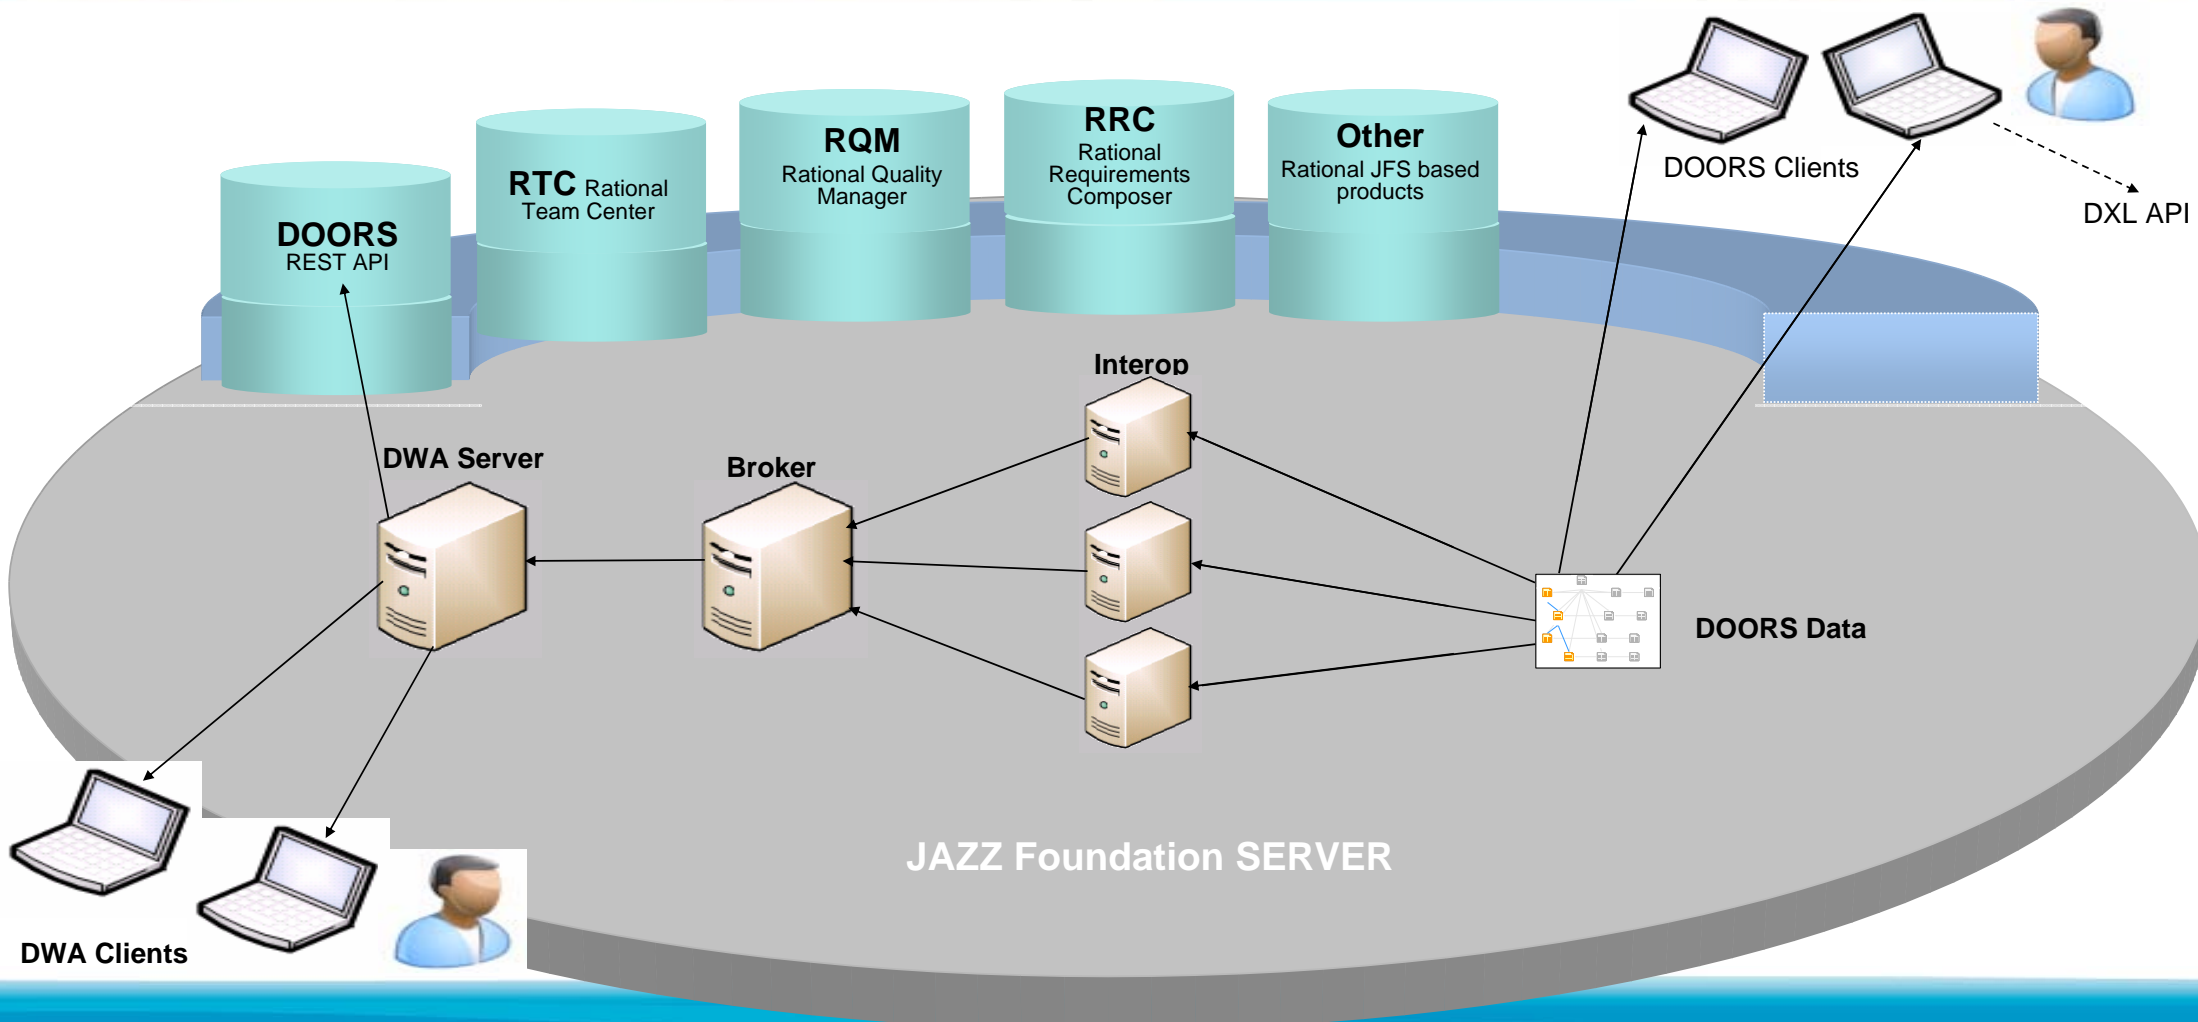 RRC
Rational
Requirements
Composer
RQM
Rational Quality
Manager
Other
Rational JFS based
products
RTC Rational
Team Center
DOORS
REST API
DOORS Clients
DXL API
Interop
DWA Server
Broker
DOORS Data
JAZZ Foundation SERVER
DWA Clients